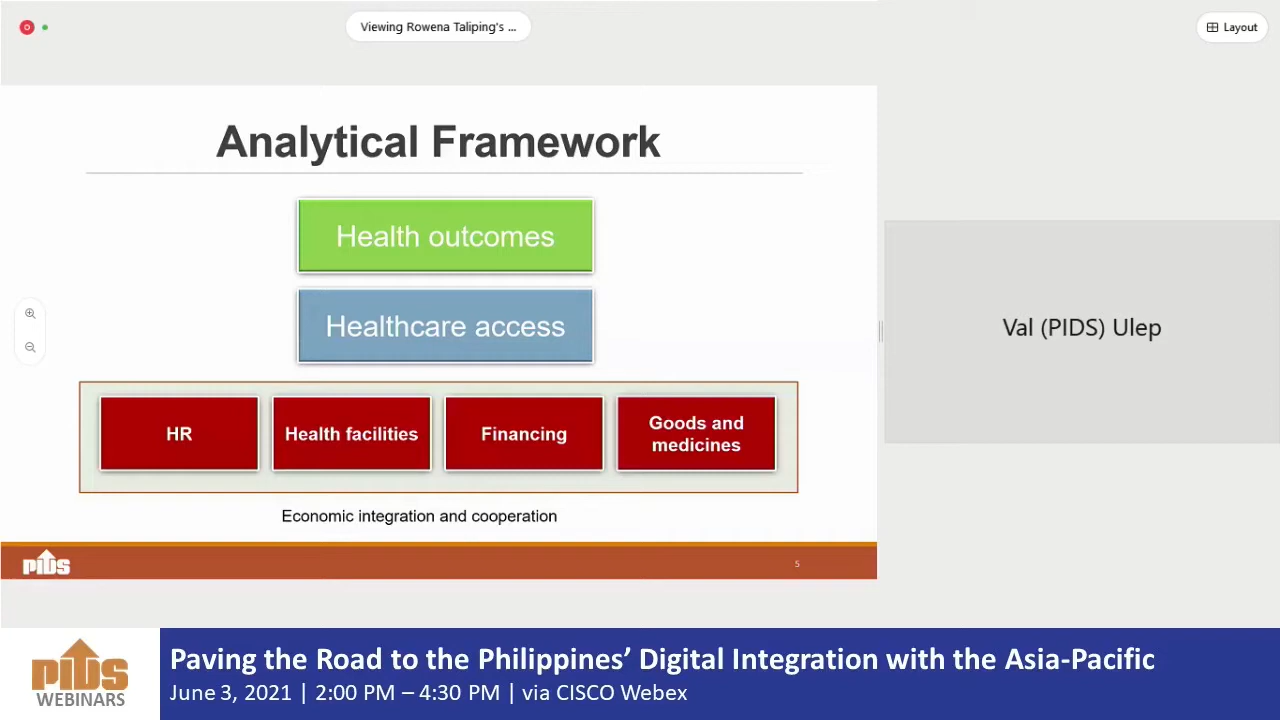 Viewing Rowena Taliping's ...
Layout
Analytical Framework
Health outcomes
Healthcare access
HR
Health facilities
Financing
Goods and
medicines
Economic integration and cooperation
PIDS
5
Val (PIDS) Ulep
PIDS
WEBINARS
Paving the Road to the Philippines’ Digital Integration with the Asia-Pacific
June 3, 2021 | 2:00 PM – 4:30 PM | via CISCO Webex